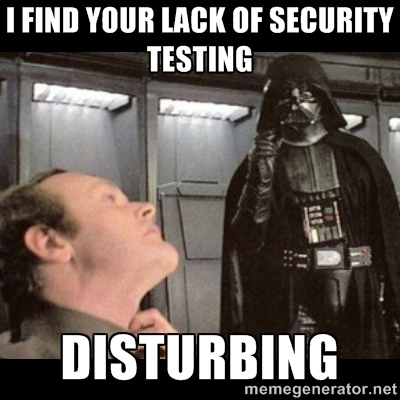 I FIND YOUR LACK OF SECURITY
TESTING
DISTURBING
memegenerator.net